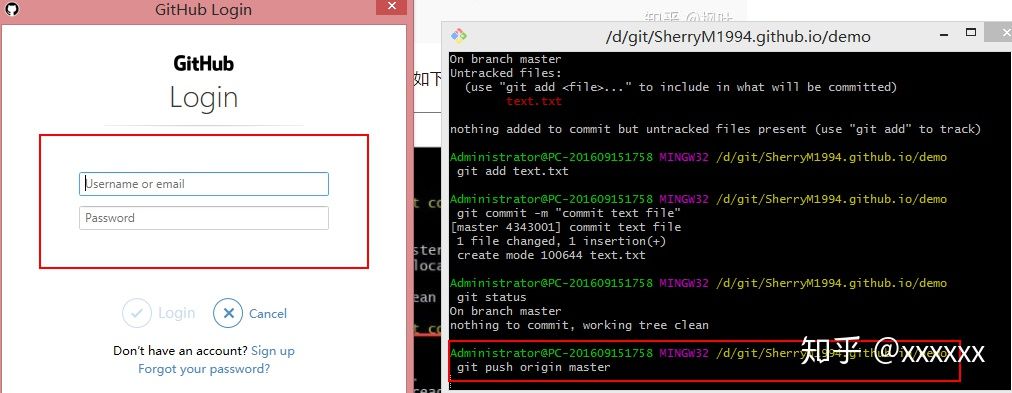 GitHub Login
GitHub
Login
Username or email
Password
Login
Cancel
Don't have an account? Sign up
Forgot your password?
知乎
如下
/d/git/SherryM1994.github.io/demo
On branch master
Untracked files:
(use "git add <file>..." to include in what will be committed)
text.txt
nothing added to commit but untracked files present (use "git add" to track)
Administrator@PC-201609151758 MINGW32 /d/git/SherryM1994.github.io/demo
git add text.txt
Administrator@PC-201609151758 MINGW32 /d/git/SherryM1994.github.io/demo
git commit -m "commit text file"
[master 4343001] commit text file
1 file changed, 1 insertion(+)
create mode 100644 text.txt
Administrator@PC-201609151758 MINGW32 /d/git/SherryM1994.github.io/demo
git status
On branch master
nothing to commit, working tree clean
Administrator@PC-201609151758 MINGW32 /d/git/SherryM1994.github.io/demo
git push origin master
知乎 @xxxxxx